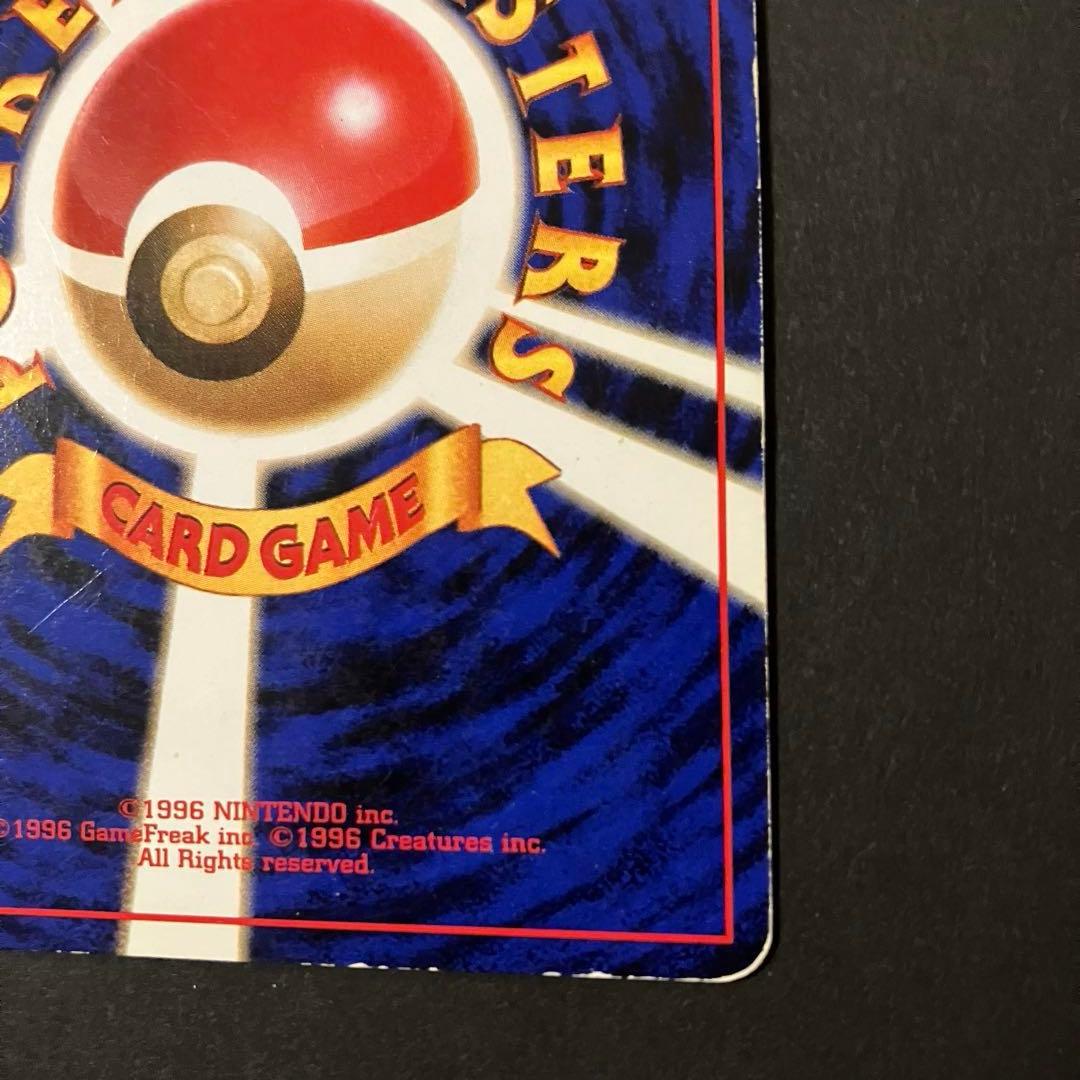 STERS
CARD GAME
©1996 NINTENDO inc.
©1996 GameFreak inc. ©1996 Creatures inc.
All Rights reserved.